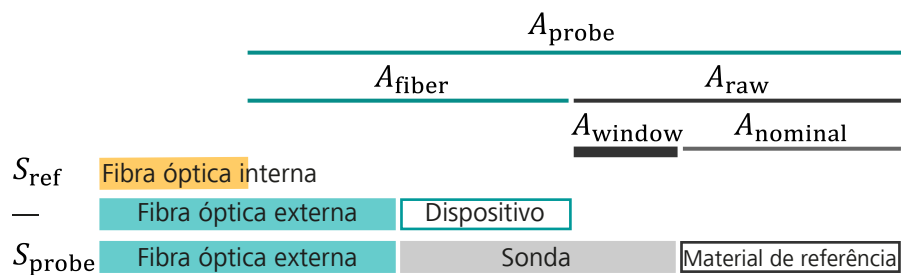 A_probe
A_fiber A_raw
A_window A_nominal
S_ref Fibra óptica interna
— Fibra óptica externa Dispositivo
S_probe Fibra óptica externa Sonda Material de referência